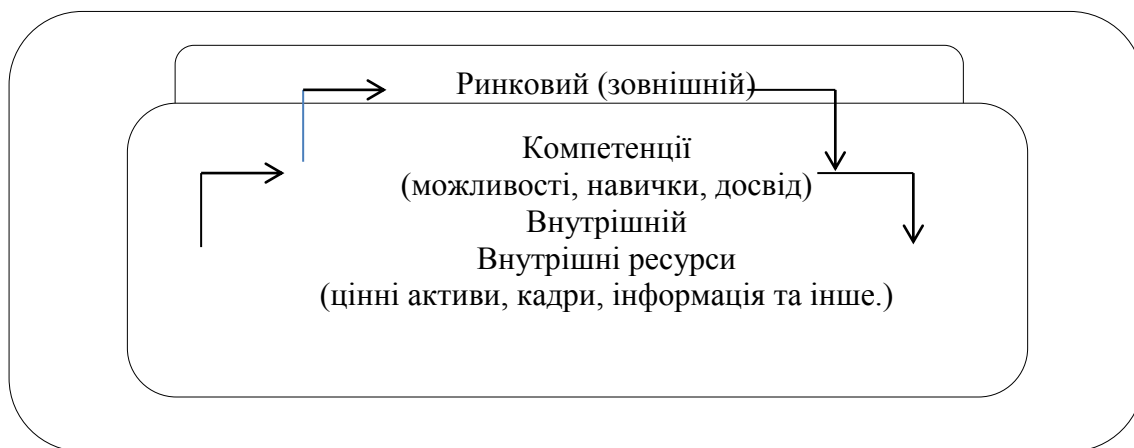 Ринковий (зовнішній)
Компетенції
(можливості, навички, досвід)
Внутрішній
Внутрішні ресурси
(цінні активи, кадри, інформація та інше.)